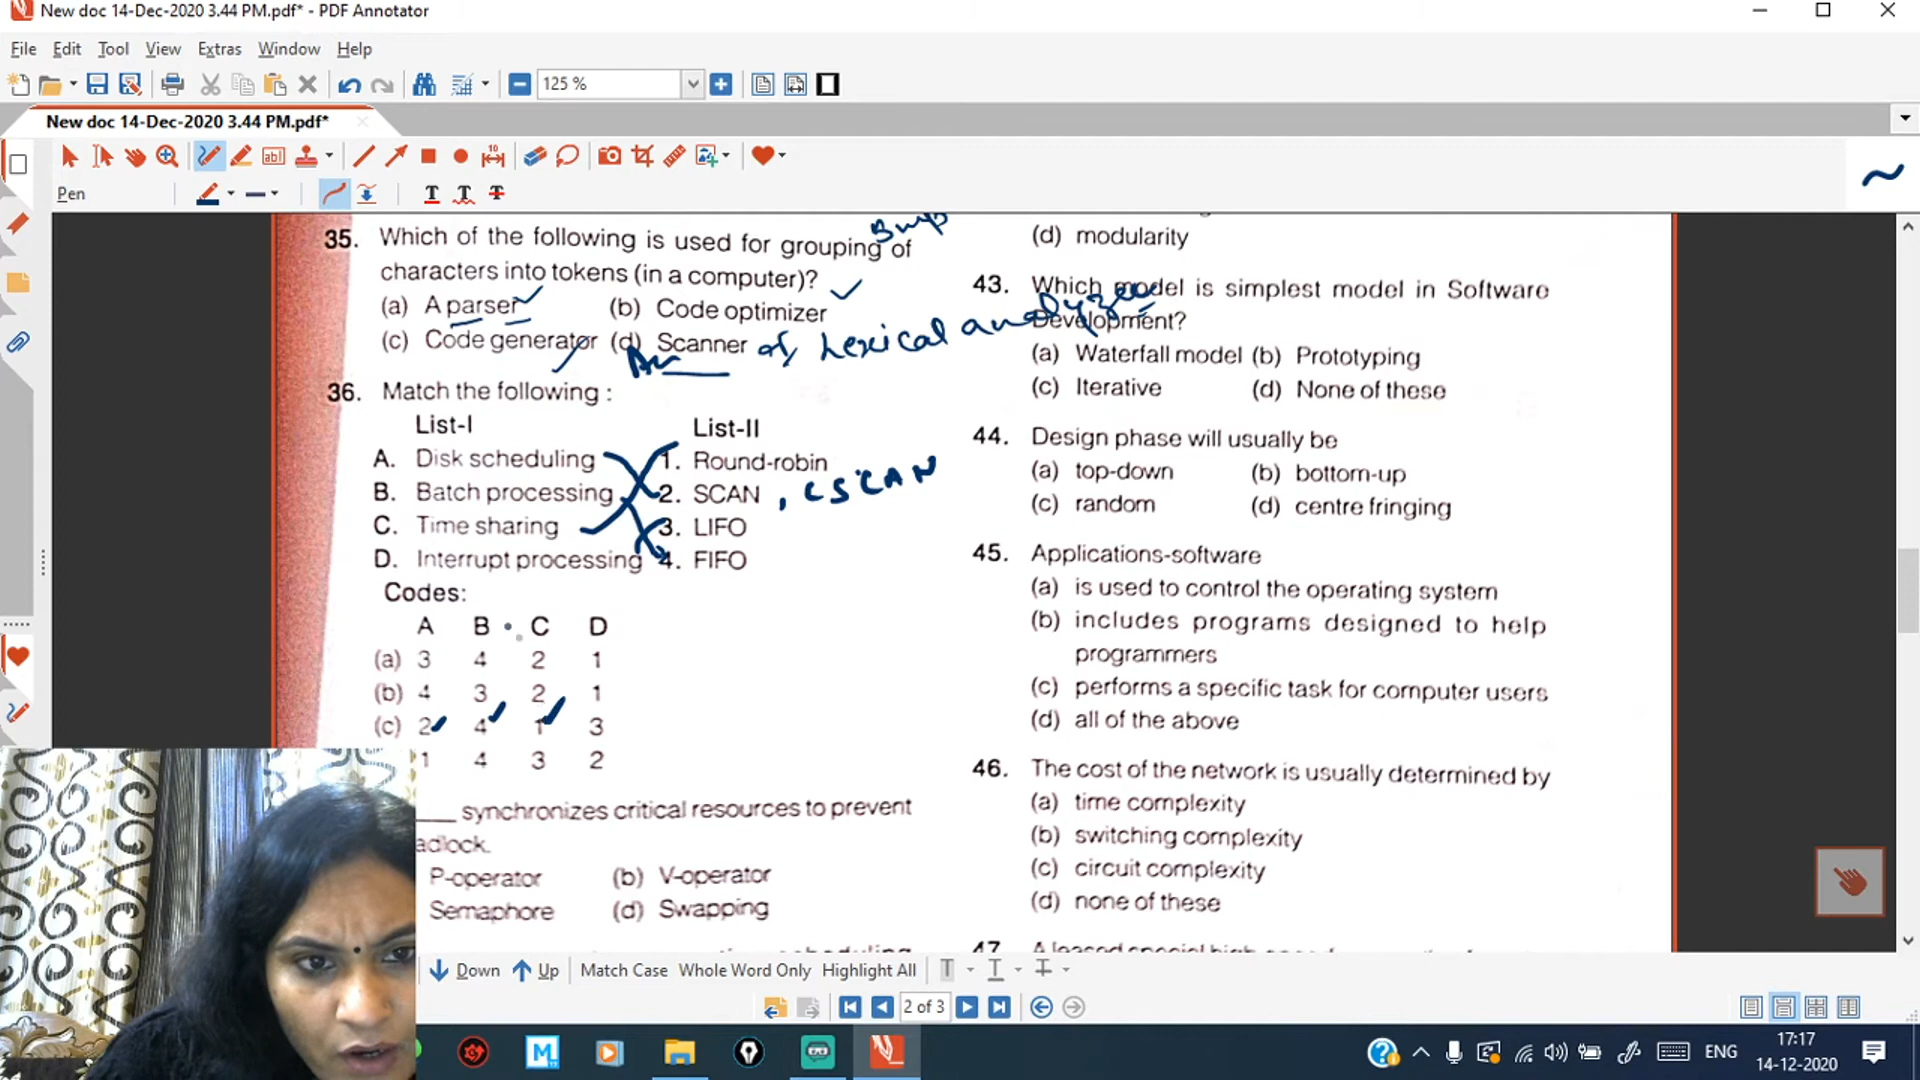 New doc 14-Dec-2020 3.44 PM.pdf* - PDF Annotator
File Edit Tool View Extras Window Help
125 %
New doc 14-Dec-2020 3.44 PM.pdf*
Pen
35. Which of the following is used for grouping of
characters into tokens (in a computer)?
(a) A parser (b) Code optimizer
(c) Code generator (d) Scanner or Lexical analyzer
36. Match the following :
List-I List-II
A. Disk scheduling 1. Round-robin
B. Batch processing 2. SCAN , CSCAN
C. Time sharing 3. LIFO
D. Interrupt processing 4. FIFO
Codes:
A B C D
(a) 3 4 2 1
(b) 4 3 2 1
(c) 2 4 1 3
1 4 3 2
synchronizes critical resources to prevent
adlock.
P-operator (b) V-operator
Semaphore (d) Swapping
(d) modularity
43. Which model is simplest model in Software
Development?
(a) Waterfall model (b) Prototyping
(c) Iterative (d) None of these
44. Design phase will usually be
(a) top-down (b) bottom-up
(c) random (d) centre fringing
45. Applications-software
(a) is used to control the operating system
(b) includes programs designed to help
programmers
(c) performs a specific task for computer users
(d) all of the above
46. The cost of the network is usually determined by
(a) time complexity
(b) switching complexity
(c) circuit complexity
(d) none of these
47
Down Up Match Case Whole Word Only Highlight All
2 of 3
ENG
17:17
14-12-2020